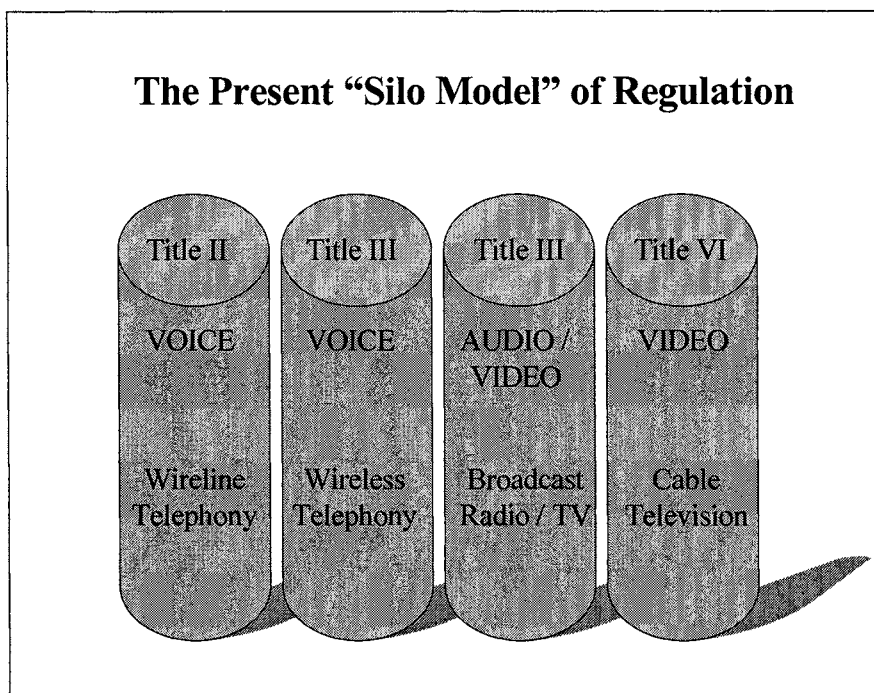 The Present “Silo Model” of Regulation
Title II
VOICE
Wireline
Telephony
Title III
VOICE
Wireless
Telephony
Title III
AUDIO /
VIDEO
Broadcast
Radio / TV
Title VI
VIDEO
Cable
Television